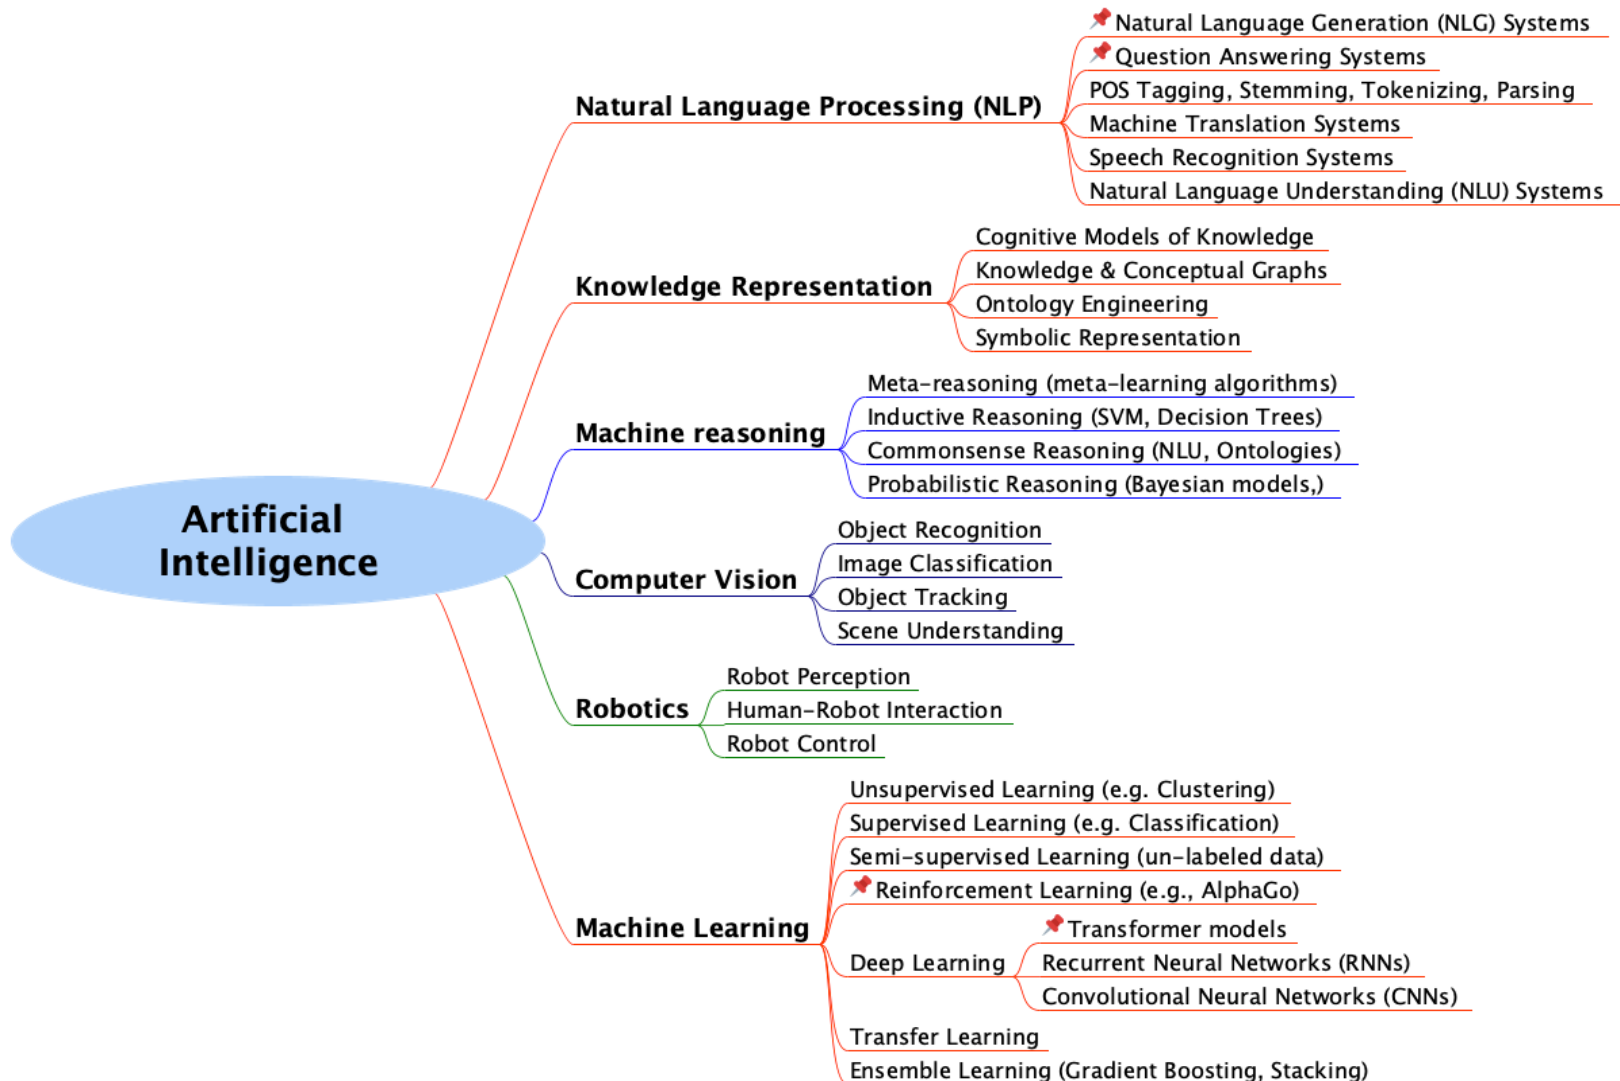 Artificial
Intelligence
Natural Language Processing (NLP)
Natural Language Generation (NLG) Systems
Question Answering Systems
POS Tagging, Stemming, Tokenizing, Parsing
Machine Translation Systems
Speech Recognition Systems
Natural Language Understanding (NLU) Systems
Knowledge Representation
Cognitive Models of Knowledge
Knowledge & Conceptual Graphs
Ontology Engineering
Symbolic Representation
Machine reasoning
Meta-reasoning (meta-learning algorithms)
Inductive Reasoning (SVM, Decision Trees)
Commonsense Reasoning (NLU, Ontologies)
Probabilistic Reasoning (Bayesian models,)
Computer Vision
Object Recognition
Image Classification
Object Tracking
Scene Understanding
Robotics
Robot Perception
Human-Robot Interaction
Robot Control
Machine Learning
Unsupervised Learning (e.g. Clustering)
Supervised Learning (e.g. Classification)
Semi-supervised Learning (un-labeled data)
Reinforcement Learning (e.g., AlphaGo)
Deep Learning
Transformer models
Recurrent Neural Networks (RNNs)
Convolutional Neural Networks (CNNs)
Transfer Learning
Ensemble Learning (Gradient Boosting, Stacking)